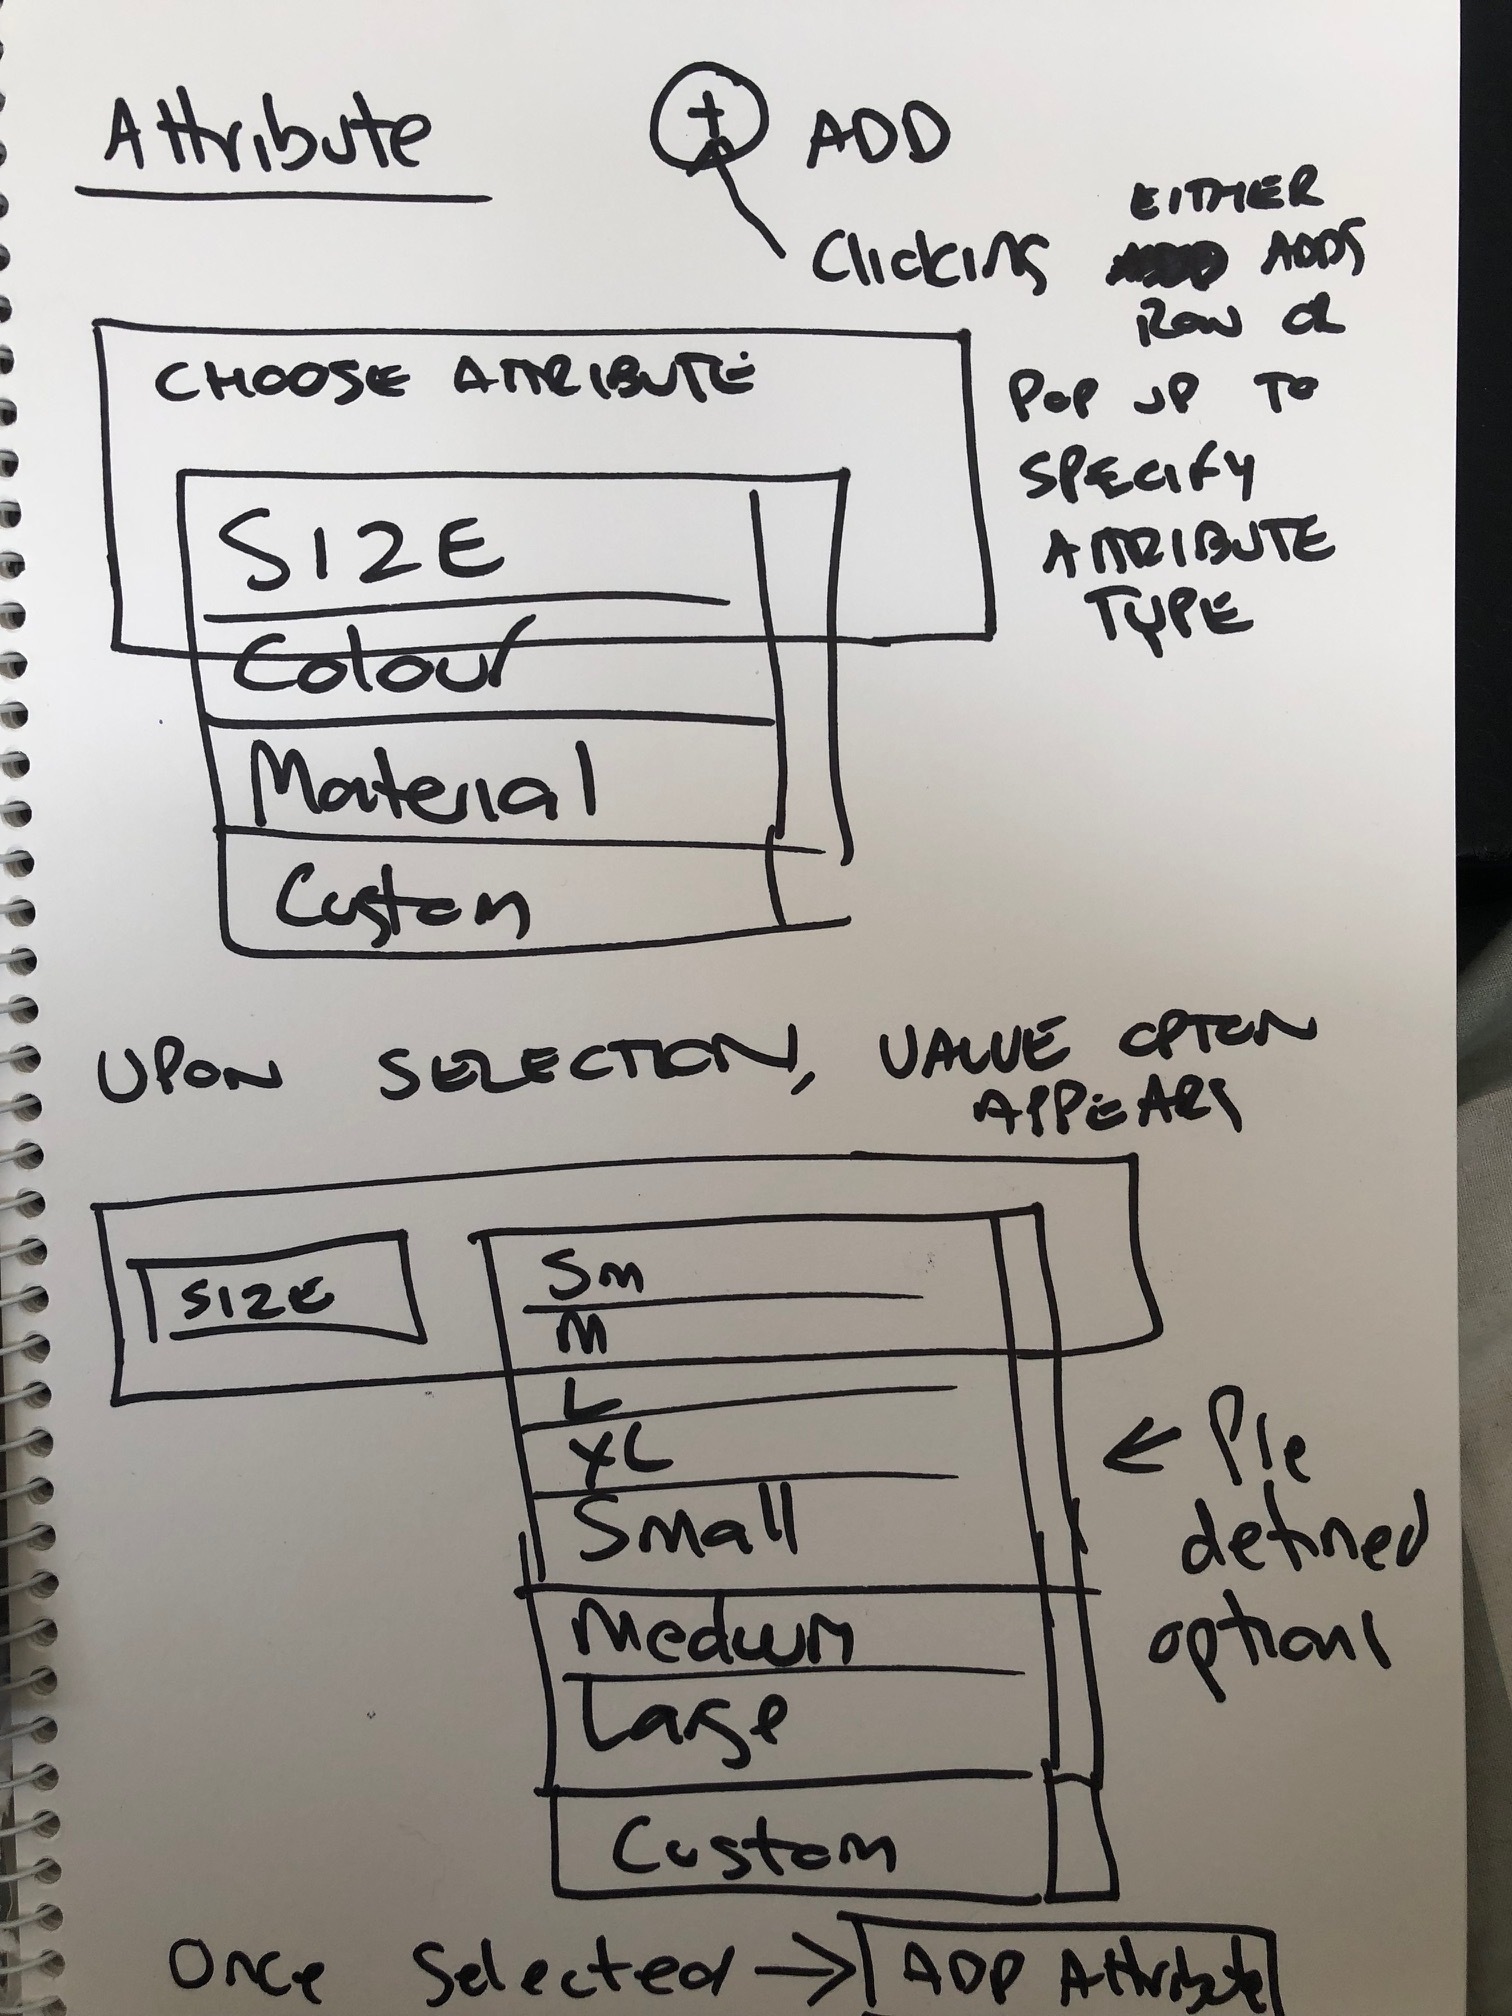 Attribute
+ ADD
Clicking EITHER ADDS
ROW OR
POP UP TO
SPECIFY
ATTRIBUTE
TYPE
CHOOSE ATTRIBUTE
SIZE
Colour
Material
Custom
UPON SELECTION, VALUE OPTION
APPEARS
SIZE
Sm
M
L
XL
Small
Medium
Large
Custom
← Pre
defined
options
Once Selected → ADD Attribute